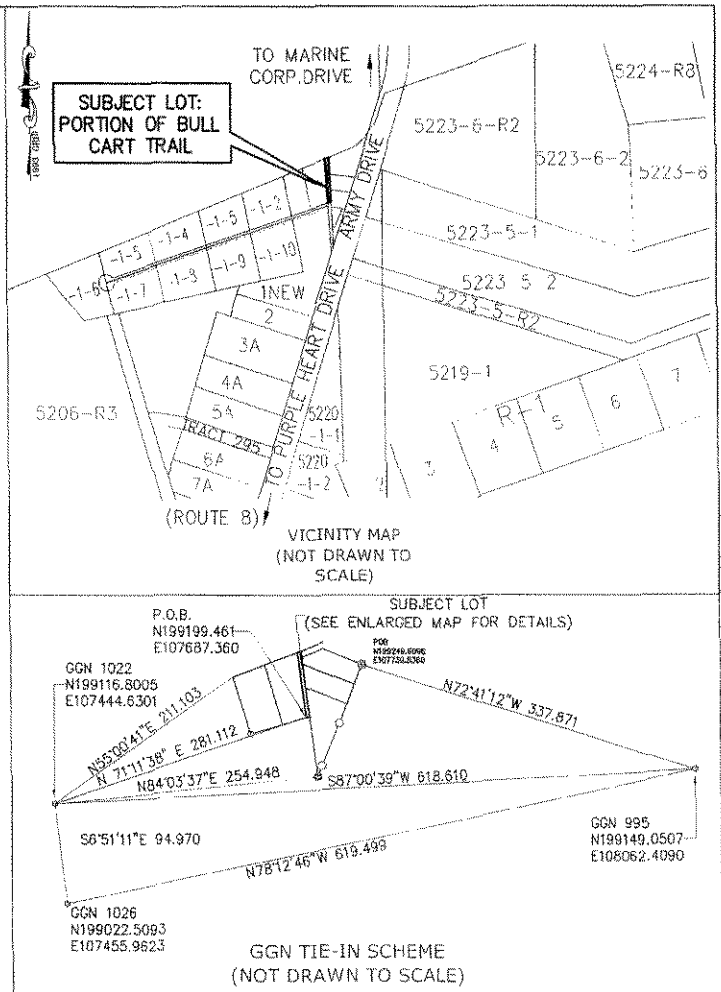 TO MARINE
CORP.DRIVE
SUBJECT LOT:
PORTION OF BULL
CART TRAIL
5224-R8
5223-6-R2
5223-6-2
5223-6
ARMY DRIVE
-1-2
-1-5
-1-4
-1-5
-1-10
-1-9
-1-8
-1-7
-1-6
5223-5-1
5223 5 2
5223-5-R2
1NEW
2
3A
4A
5A
TRACT 295
6A
7A
5206-R3
TO PURPLE HEART DRIVE
5219-1
R-1
7
6
5
4
3
2
5220
-1-1
5220
-1-2
(ROUTE 8)
VICINITY MAP
(NOT DRAWN TO
SCALE)
SUBJECT LOT
(SEE ENLARGED MAP FOR DETAILS)
P.O.B.
N199199.461
E107687.360
POB
GGN 1022
N199116.8005
E107444.6301
N55°00'41"E 211.103
N 71°11'38" E 281.112
N84°03'37"E 254.948
N72°41'12"W 337.871
S87°00'39"W 618.610
S6°51'11"E 94.970
N78°12'46"W 619.499
GGN 995
N199149.0507
E108062.4090
GGN 1026
N199022.5093
E107455.9623
GGN TIE-IN SCHEME
(NOT DRAWN TO SCALE)